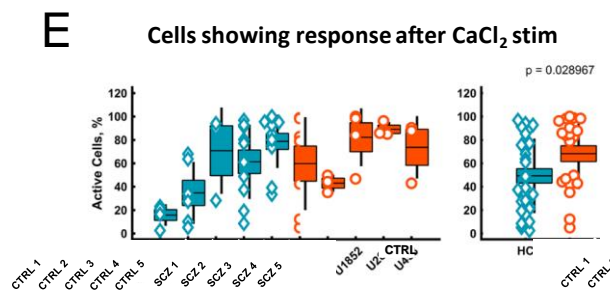 E
Cells showing response after CaCl₂ stim
p = 0.028967
120
100
80
60
40
20
0
Active Cells, %
120
100
80
60
40
20
0
CTRL 1
CTRL 2
CTRL 3
CTRL 4
CTRL 5
SCZ 1
SCZ 2
SCZ 3
SCZ 4
SCZ 5
U1852
CTRL
HC
CTRL 1